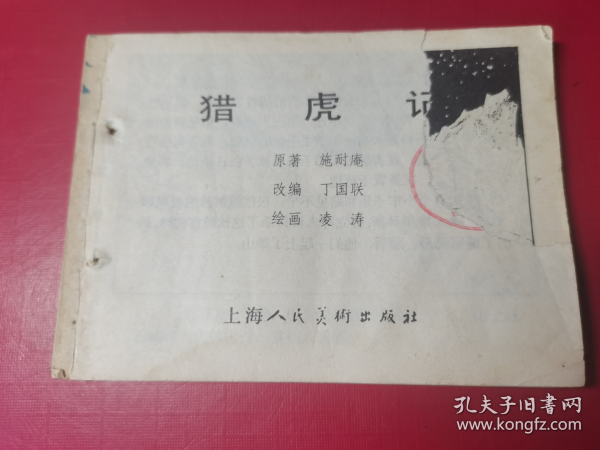 猎虎记
原著 施耐庵
改编 丁国联
绘画 凌涛
上海人民美術出版社
孔夫子旧书网
www.kongfz.com